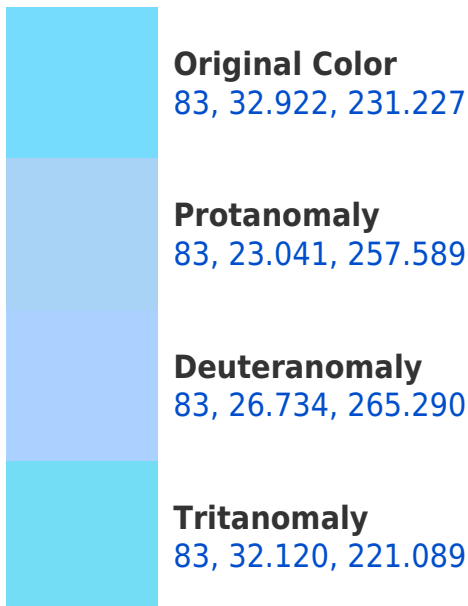 Original Color
83, 32.922, 231.227
Protanomaly
83, 23.041, 257.589
Deuteranomaly
83, 26.734, 265.290
Tritanomaly
83, 32.120, 221.089